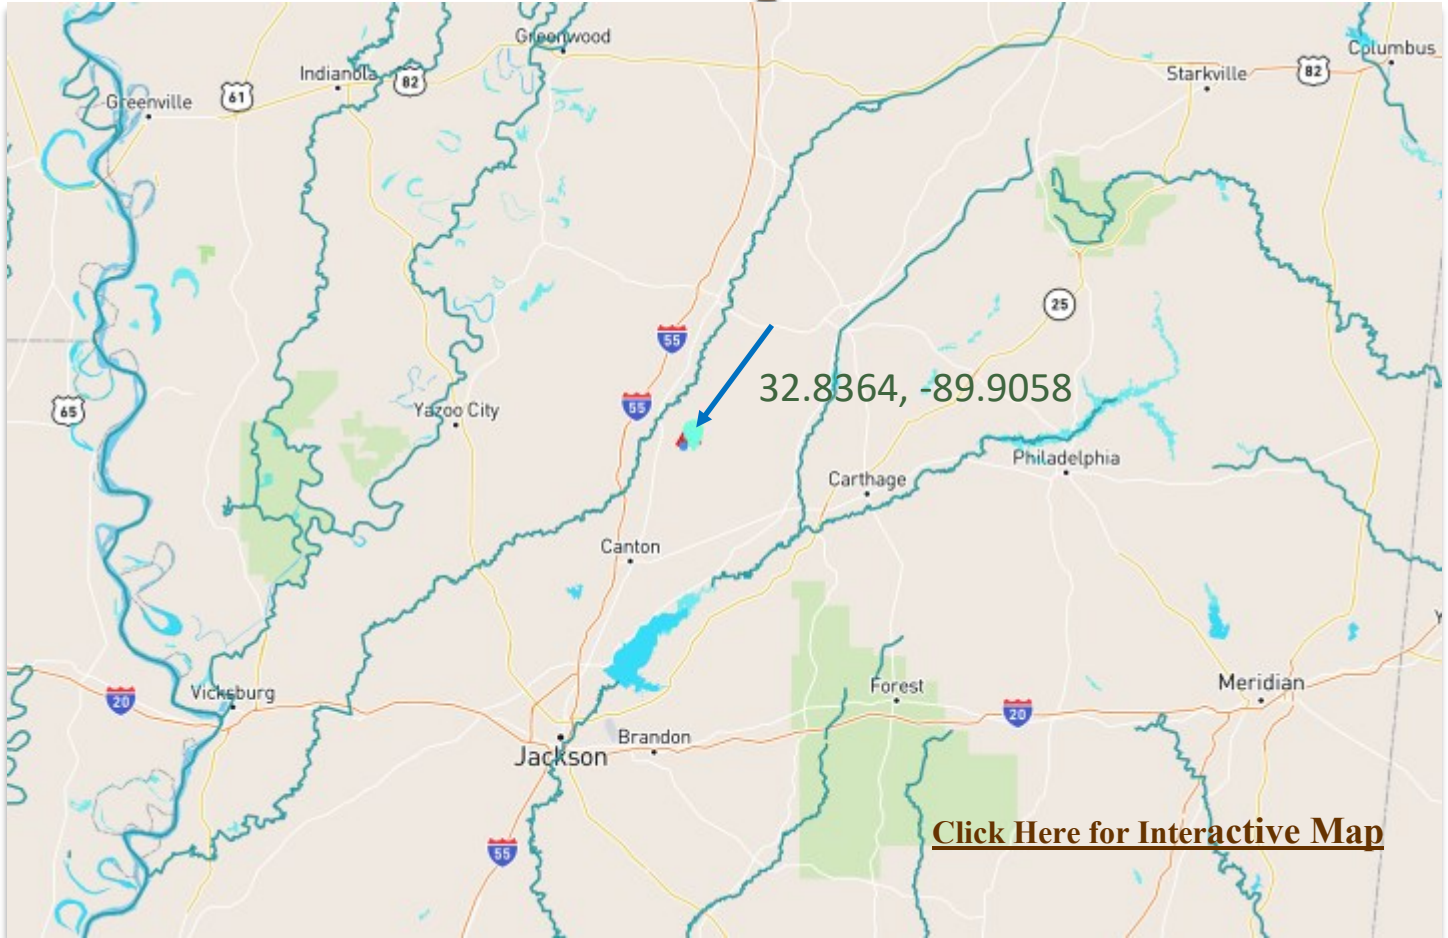 Greenwood
Columbus
Indianola
82
Starkville
82
61
Greenville
25
55
32.8364, -89.9058
55
65
Yazoo City
Philadelphia
Carthage
Canton
Vicksburg
20
Forest
Meridian
20
Brandon
Jackson
Click Here for Interactive Map
55